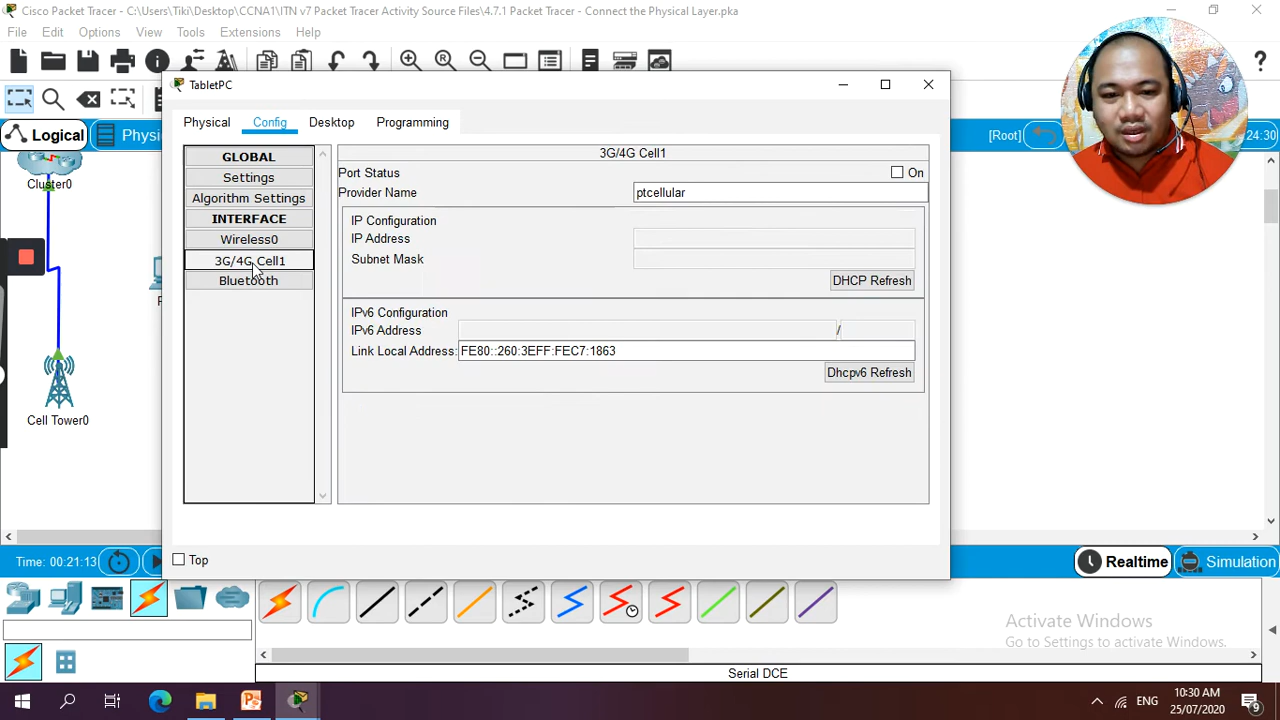 Cisco Packet Tracer - C:\Users\Tiki\Desktop\CCNA1\ITN v7 Packet Tracer Activity Source Files\4.7.1 Packet Tracer - Connect the Physical Layer.pka
File Edit Options View Tools Extensions Help
TabletPC
Physical Config Desktop Programming
Logical
[Root]
24:30
Cluster0
Cell Tower0
GLOBAL
Settings
Algorithm Settings
INTERFACE
Wireless0
3G/4G Cell1
Bluetooth
3G/4G Cell1
Port Status On
Provider Name ptcellular
IP Configuration
IP Address
Subnet Mask
DHCP Refresh
IPv6 Configuration
IPv6 Address /
Link Local Address: FE80::260:3EFF:FEC7:1863
Dhcpv6 Refresh
Top
Time: 00:21:13
Realtime Simulation
Activate Windows
Go to Settings to activate Windows.
Serial DCE
ENG
10:30 AM
25/07/2020
9